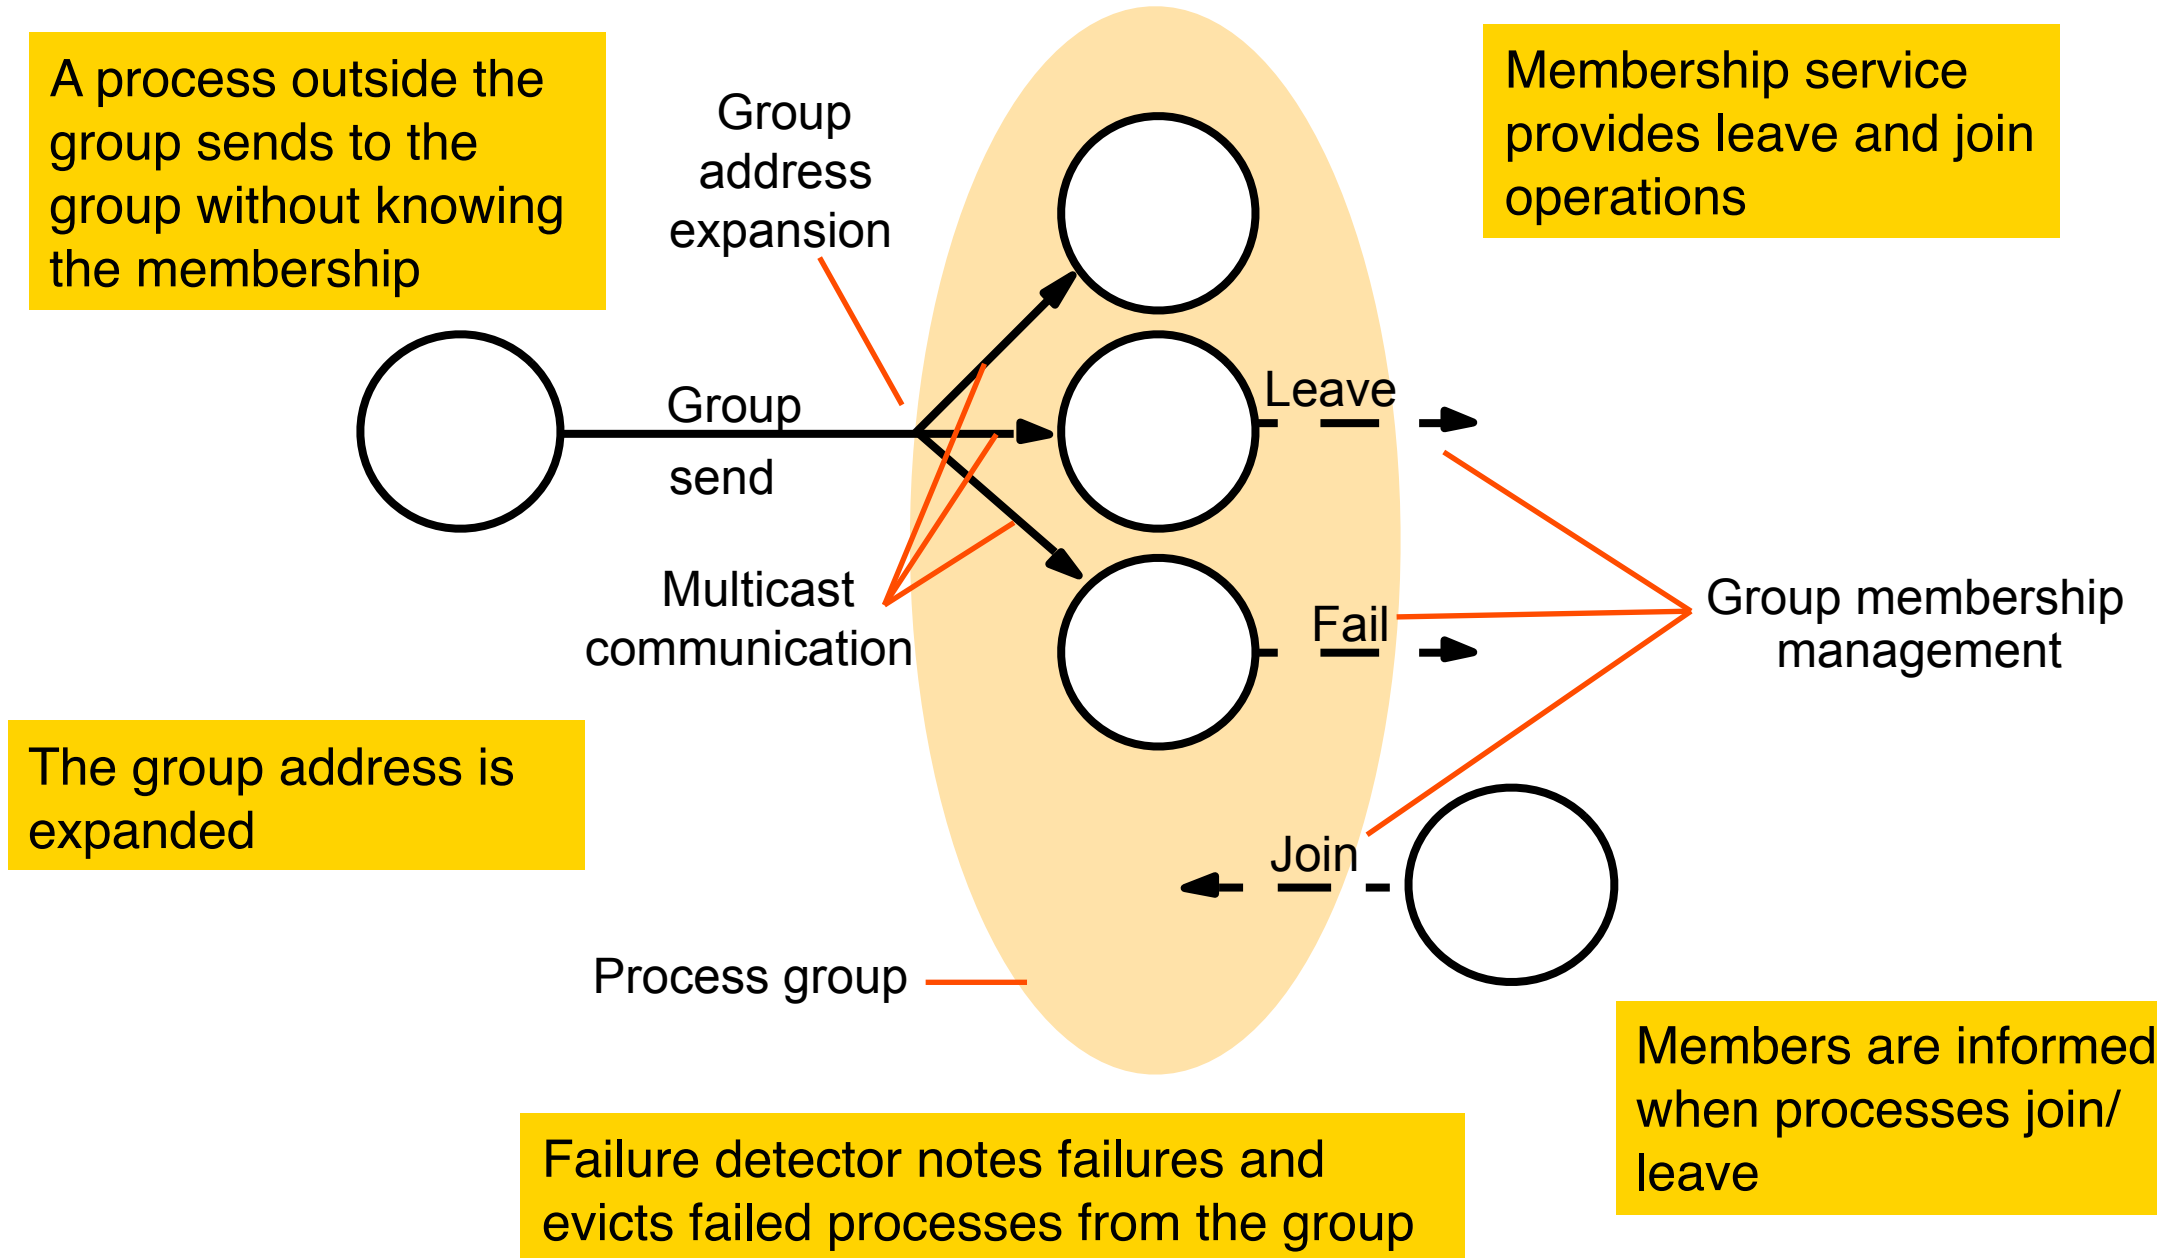 A process outside the
group sends to the
group without knowing
the membership
Group
address
expansion
Membership service
provides leave and join
operations
Group
send
Leave
Multicast
communication
Fail
Group membership
management
The group address is
expanded
Join
Process group
Members are informed
when processes join/
leave
Failure detector notes failures and
evicts failed processes from the group